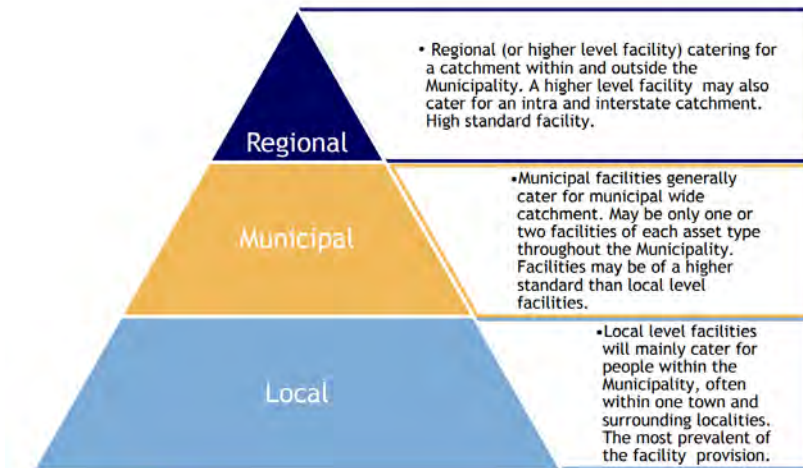 Regional
• Regional (or higher level facility) catering for
a catchment within and outside the
Municipality. A higher level facility may also
cater for an intra and interstate catchment.
High standard facility.
Municipal
•Municipal facilities generally
cater for municipal wide
catchment. May be only one or
two facilities of each asset type
throughout the Municipality.
Facilities may be of a higher
standard than local level
facilities.
Local
•Local level facilities
will mainly cater for
people within the
Municipality, often
within one town and
surrounding localities.
The most prevalent of
the facility provision.